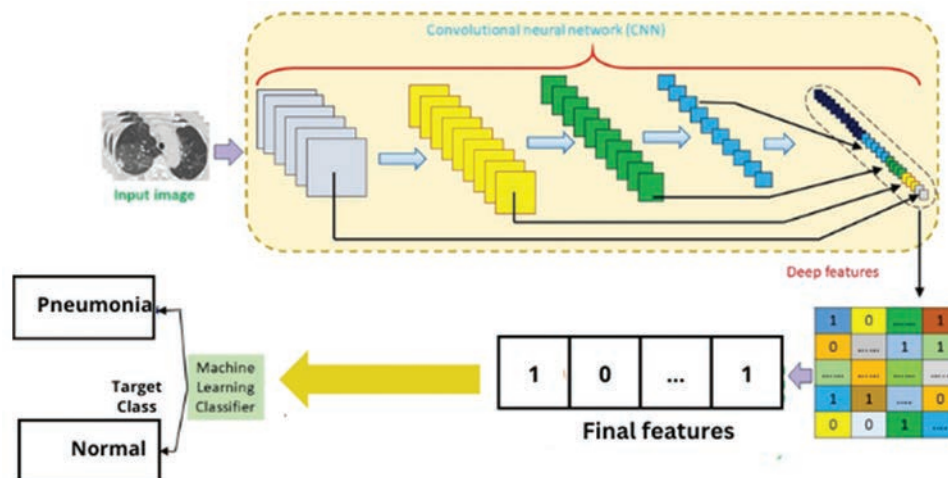 Convolutional neural network (CNN)
Input image
Deep features
1 0 ...... 1
0 ...... 1 1
...... ...... ...... ......
1 1 .... 0
0 0 1 ....
1 0 ... 1
Final features
Machine
Learning
Classifier
Target
Class
Pneumonia
Normal